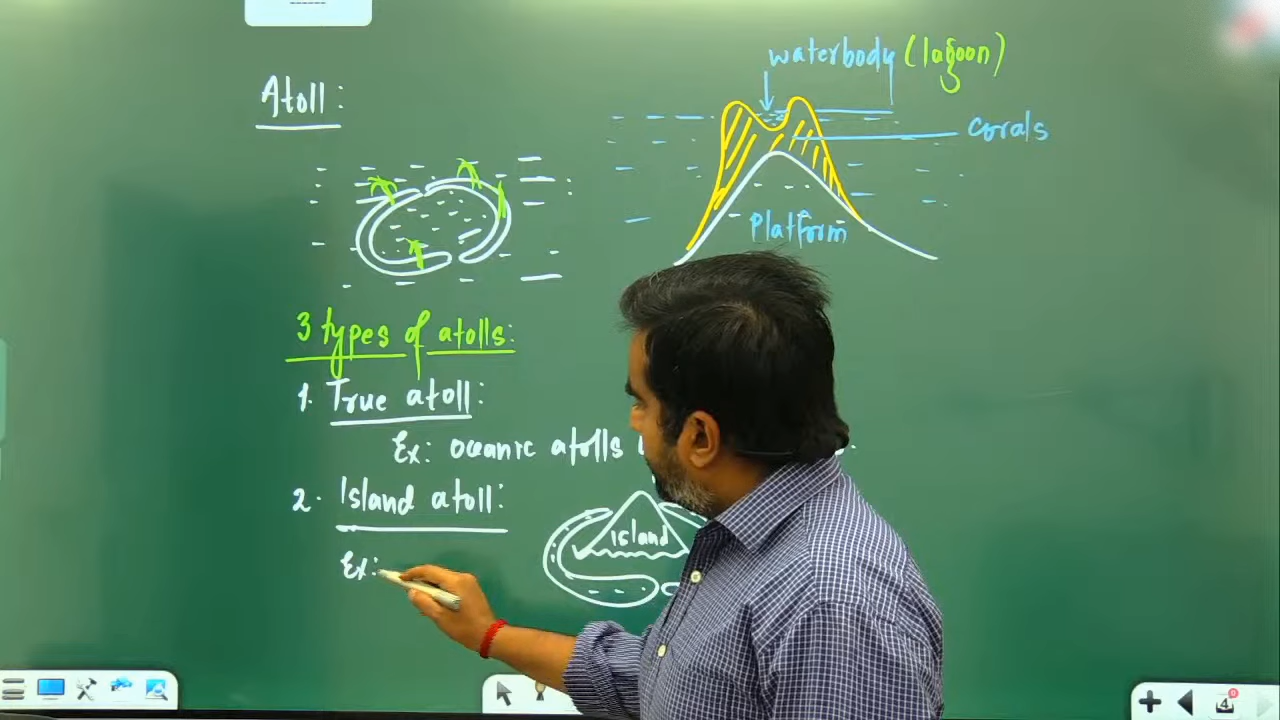 Atoll:
waterbody (lagoon)
corals
Platform
3 types of atolls:
1. True atoll:
Ex: oceanic atolls
2. Island atoll:
island
Ex:
4